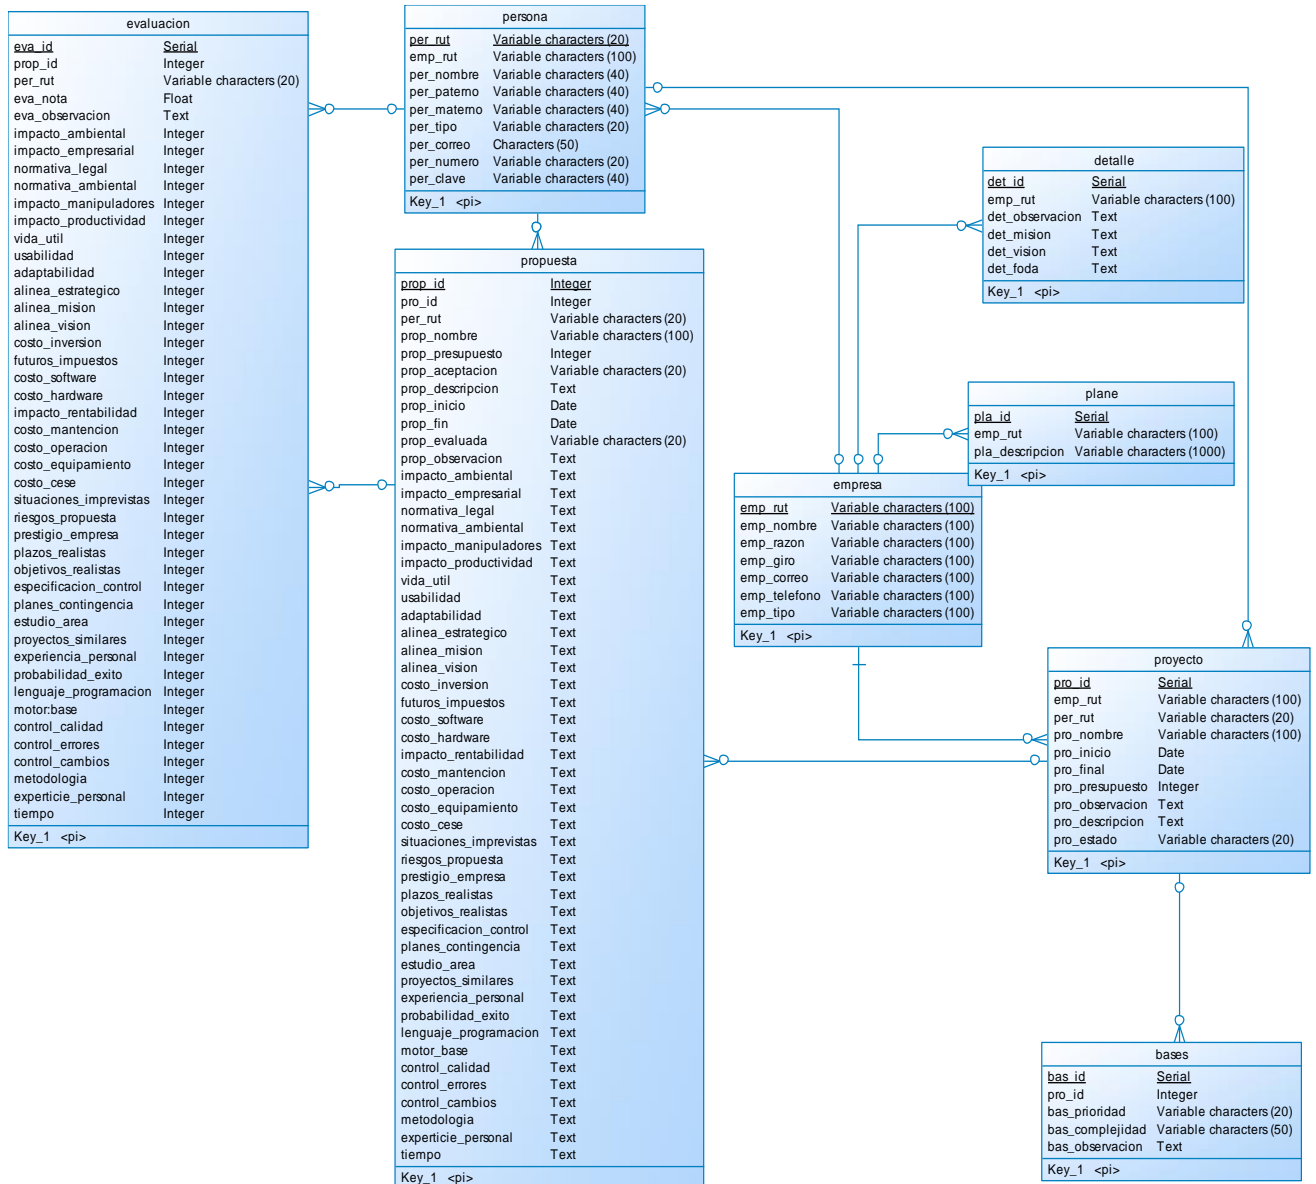 evaluacion
eva_id Serial
prop_id Integer
per_rut Variable characters (20)
eva_nota Float
eva_observacion Text
impacto_ambiental Integer
impacto_empresarial Integer
normativa_legal Integer
normativa_ambiental Integer
impacto_manipuladores Integer
impacto_productividad Integer
vida_util Integer
usabilidad Integer
adaptabilidad Integer
alinea_estrategico Integer
alinea_mision Integer
alinea_vision Integer
costo_inversion Integer
futuros_impuestos Integer
costo_software Integer
costo_hardware Integer
impacto_rentabilidad Integer
costo_mantencion Integer
costo_operacion Integer
costo_equipamiento Integer
costo_cese Integer
situaciones_imprevistas Integer
riesgos_propuesta Integer
prestigio_empresa Integer
plazos_realistas Integer
objetivos_realistas Integer
especificacion_control Integer
planes_contingencia Integer
estudio_area Integer
proyectos_similares Integer
experiencia_personal Integer
probabilidad_exito Integer
lenguaje_programacion Integer
motor:base Integer
control_calidad Integer
control_errores Integer
control_cambios Integer
metodologia Integer
experticie_personal Integer
tiempo Integer
Key_1 <pi>
persona
per_rut Variable characters (20)
emp_rut Variable characters (100)
per_nombre Variable characters (40)
per_paterno Variable characters (40)
per_materno Variable characters (40)
per_tipo Variable characters (20)
per_correo Characters (50)
per_numero Variable characters (20)
per_clave Variable characters (40)
Key_1 <pi>
propuesta
prop_id Integer
pro_id Integer
per_rut Variable characters (20)
prop_nombre Variable characters (100)
prop_presupuesto Integer
prop_aceptacion Variable characters (20)
prop_descripcion Text
prop_inicio Date
prop_fin Date
prop_evaluada Variable characters (20)
prop_observacion Text
impacto_ambiental Text
impacto_empresarial Text
normativa_legal Text
normativa_ambiental Text
impacto_manipuladores Text
impacto_productividad Text
vida_util Text
usabilidad Text
adaptabilidad Text
alinea_estrategico Text
alinea_mision Text
alinea_vision Text
costo_inversion Text
futuros_impuestos Text
costo_software Text
costo_hardware Text
impacto_rentabilidad Text
costo_mantencion Text
costo_operacion Text
costo_equipamiento Text
costo_cese Text
situaciones_imprevistas Text
riesgos_propuesta Text
prestigio_empresa Text
plazos_realistas Text
objetivos_realistas Text
especificacion_control Text
planes_contingencia Text
estudio_area Text
proyectos_similares Text
experiencia_personal Text
probabilidad_exito Text
lenguaje_programacion Text
motor_base Text
control_calidad Text
control_errores Text
control_cambios Text
metodologia Text
experticie_personal Text
tiempo Text
Key_1 <pi>
detalle
det_id Serial
emp_rut Variable characters (100)
det_observacion Text
det_mision Text
det_vision Text
det_foda Text
Key_1 <pi>
plane
pla_id Serial
emp_rut Variable characters (100)
pla_descripcion Variable characters (1000)
Key_1 <pi>
empresa
emp_rut Variable characters (100)
emp_nombre Variable characters (100)
emp_razon Variable characters (100)
emp_giro Variable characters (100)
emp_correo Variable characters (100)
emp_telefono Variable characters (100)
emp_tipo Variable characters (100)
Key_1 <pi>
proyecto
pro_id Serial
emp_rut Variable characters (100)
per_rut Variable characters (20)
pro_nombre Variable characters (100)
pro_inicio Date
pro_final Date
pro_presupuesto Integer
pro_observacion Text
pro_descripcion Text
pro_estado Variable characters (20)
Key_1 <pi>
bases
bas_id Serial
pro_id Integer
bas_prioridad Variable characters (20)
bas_complejidad Variable characters (50)
bas_observacion Text
Key_1 <pi>